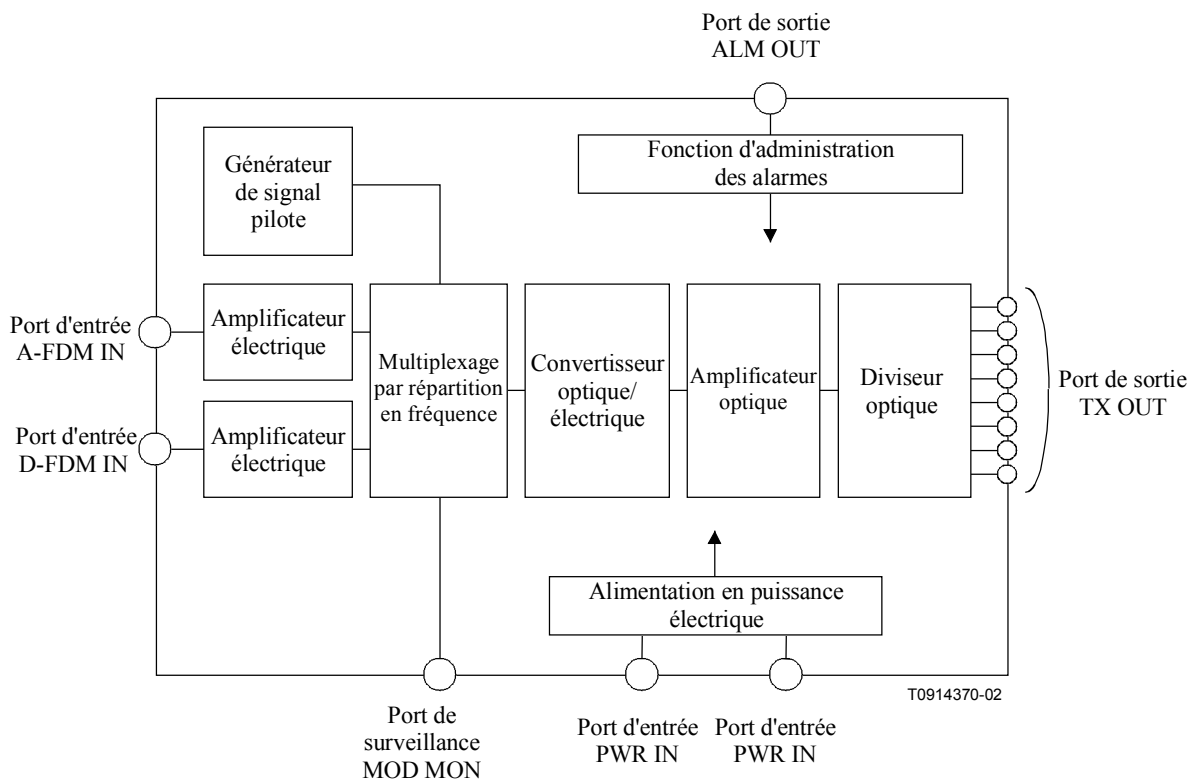 Port de sortie
ALM OUT
Générateur
de signal
pilote
Fonction d'administration
des alarmes
Port d'entrée
A-FDM IN
Amplificateur
électrique
Port d'entrée
D-FDM IN
Amplificateur
électrique
Multiplexage
par répartition
en fréquence
Convertisseur
optique/
électrique
Amplificateur
optique
Diviseur
optique
Port de sortie
TX OUT
Alimentation en puissance
électrique
T0914370-02
Port de
surveillance
MOD MON
Port d'entrée
PWR IN
Port d'entrée
PWR IN